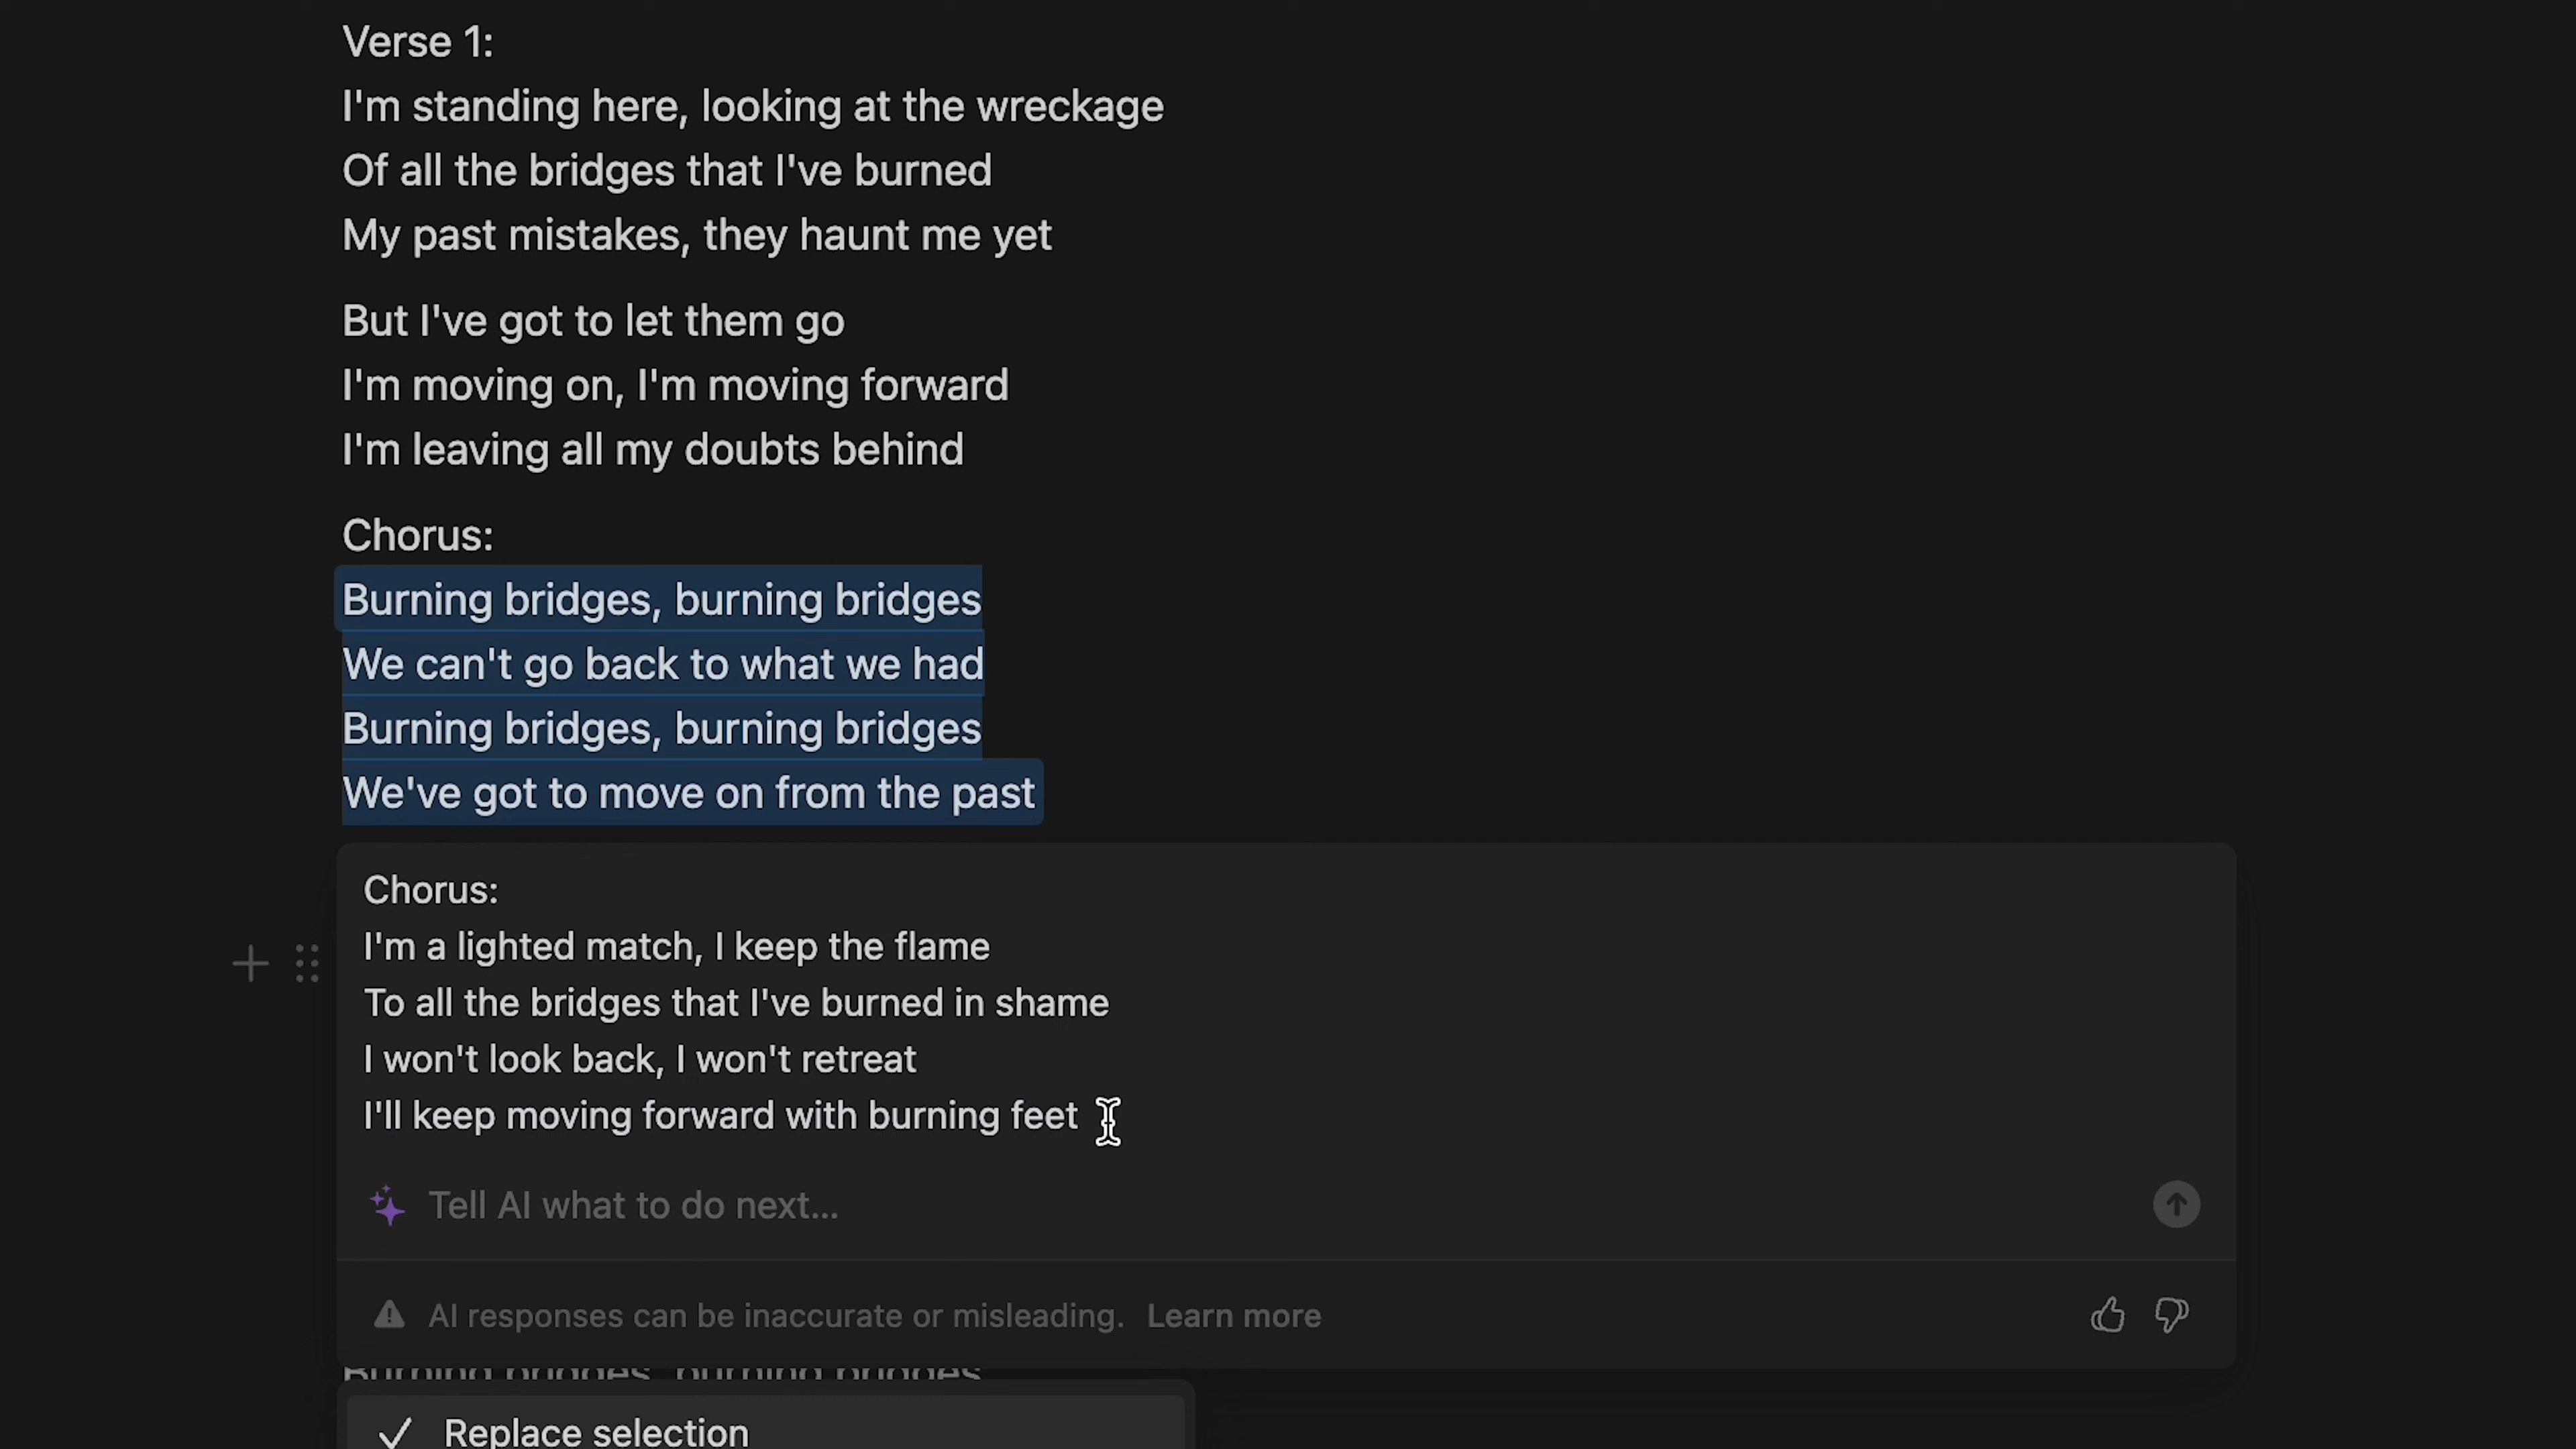 Verse 1:
I'm standing here, looking at the wreckage
Of all the bridges that I've burned
My past mistakes, they haunt me yet
But I've got to let them go
I'm moving on, I'm moving forward
I'm leaving all my doubts behind
Chorus:
Burning bridges, burning bridges
We can't go back to what we had
Burning bridges, burning bridges
We've got to move on from the past
Chorus:
I'm a lighted match, I keep the flame
To all the bridges that I've burned in shame
I won't look back, I won't retreat
I'll keep moving forward with burning feet
Tell AI what to do next...
AI responses can be inaccurate or misleading. Learn more
Burning bridges, burning bridges
Replace selection